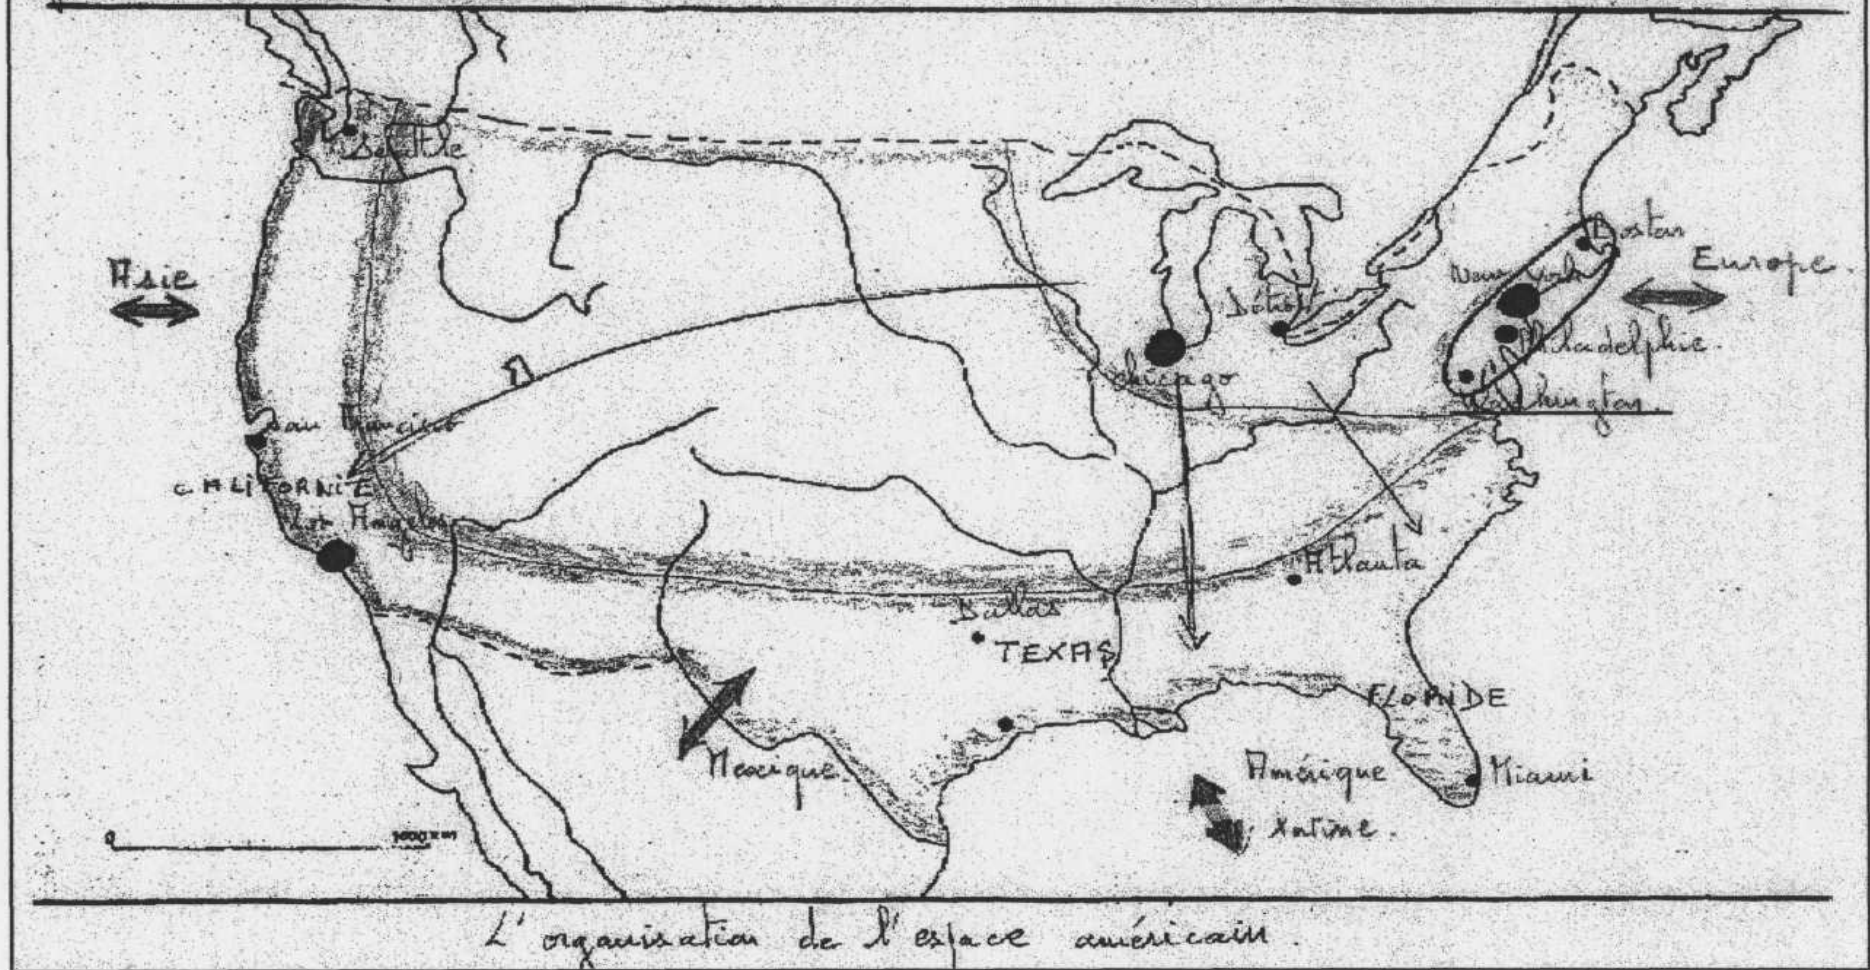 Seattle
Boston
Asie
Europe.
New York
Détroit
Philadelphie.
Chicago
Washington.
San Francisco
CALIFORNIE
Los Angeles
Atlanta
Dallas
TEXAS
FLORIDE
Mexique.
Amérique
Latine.
Miami
0 1000 km
L'organisation de l'espace américain.